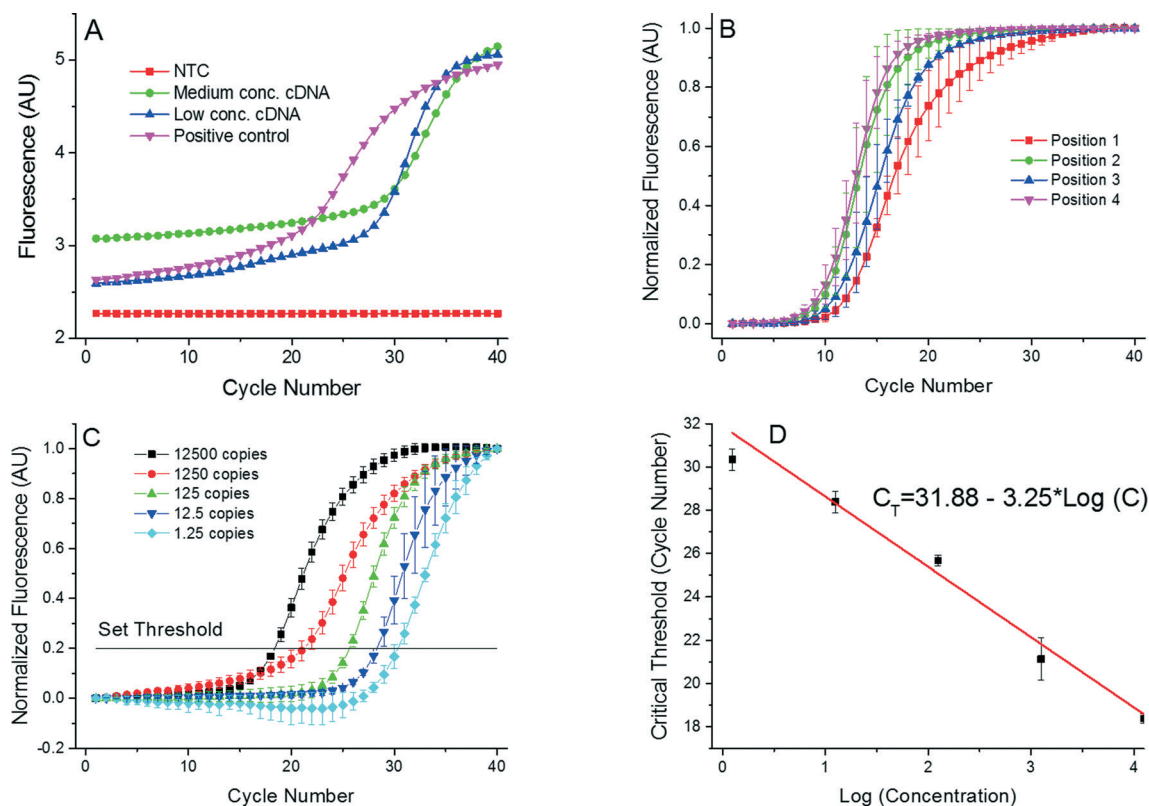 A
NTC
Medium conc. cDNA
Low conc. cDNA
Positive control
Fluorescence (AU)
5
4
3
2
0 10 20 30 40
Cycle Number
B
Position 1
Position 2
Position 3
Position 4
Normalized Fluorescence (AU)
1.0
0.8
0.6
0.4
0.2
0.0
0 10 20 30 40
Cycle Number
C
12500 copies
1250 copies
125 copies
12.5 copies
1.25 copies
Set Threshold
Normalized Fluorescence (AU)
1.0
0.8
0.6
0.4
0.2
0.0
-0.2
0 10 20 30 40
Cycle Number
D
C_T=31.88 - 3.25*Log (C)
Critical Threshold (Cycle Number)
32
30
28
26
24
22
20
18
0 1 2 3 4
Log (Concentration)